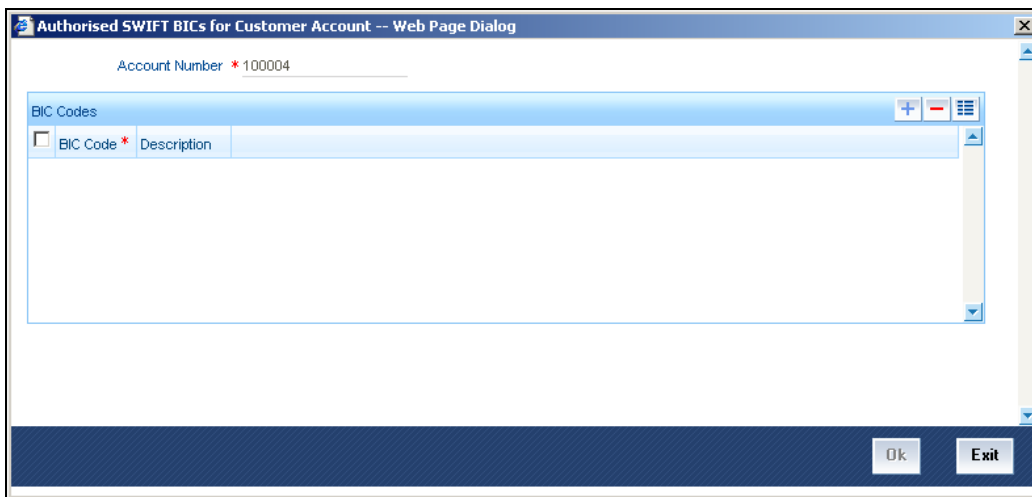 Authorised SWIFT BICs for Customer Account -- Web Page Dialog
Account Number * 100004
BIC Codes
BIC Code * Description
Ok Exit